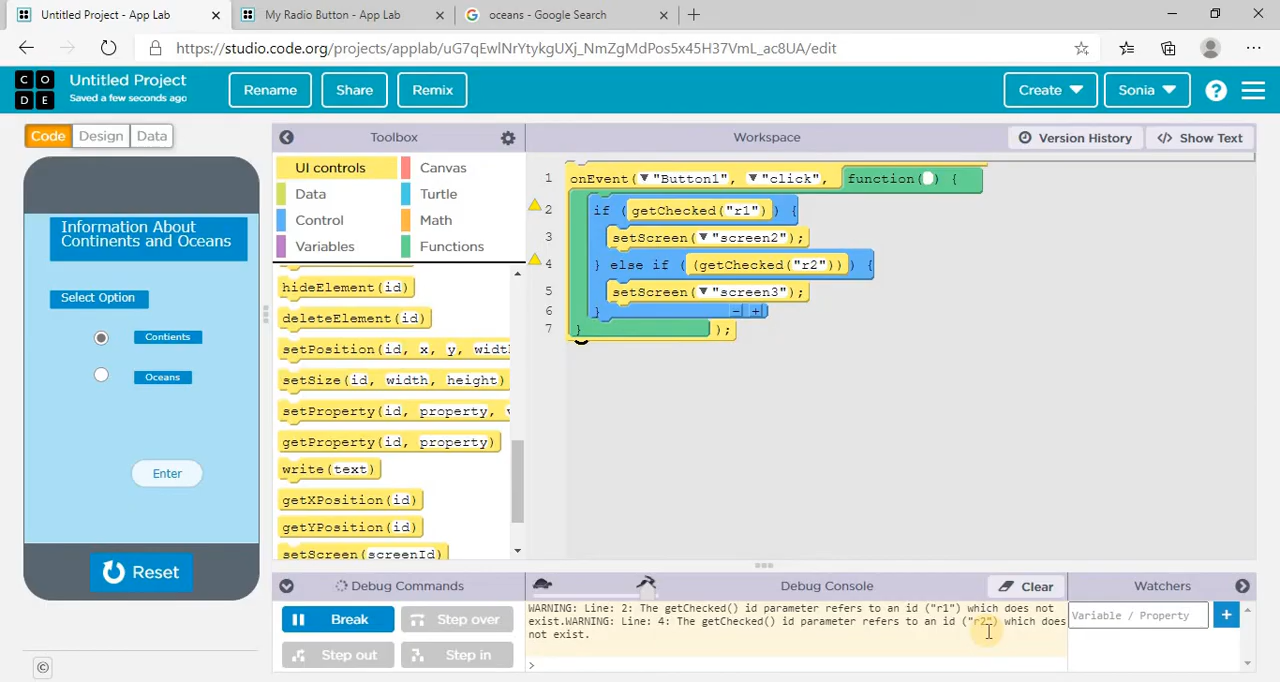 Untitled Project - App Lab
My Radio Button - App Lab
oceans - Google Search
https://studio.code.org/projects/applab/uG7qEwlNrYtykgUXj_NmZgMdPos5x45H37VmL_ac8UA/edit
C O
D E
Untitled Project
Saved a few seconds ago
Rename
Share
Remix
Create
Sonia
?
Code
Design
Data
Toolbox
Workspace
Version History
</> Show Text
Information About
Continents and Oceans
Select Option
Contients
Oceans
Enter
Reset
UI controls
Canvas
Data
Turtle
Control
Math
Variables
Functions
hideElement(id)
deleteElement(id)
setPosition(id, x, y, width
setSize(id, width, height)
setProperty(id, property,
getProperty(id, property)
write(text)
getXPosition(id)
getYPosition(id)
setScreen(screenId)
1 onEvent(▼"Button1", ▼"click", function( ) {
2 if (getChecked("r1")) {
3 setScreen(▼"screen2");
4 } else if ((getChecked("r2"))) {
5 setScreen(▼"screen3");
6 } - +
7 } );
Debug Commands
Break
Step over
Step out
Step in
Debug Console
Clear
Watchers
WARNING: Line: 2: The getChecked() id parameter refers to an id ("r1") which does not
exist.WARNING: Line: 4: The getChecked() id parameter refers to an id ("r2") which does
not exist.
>
Variable / Property
+
©